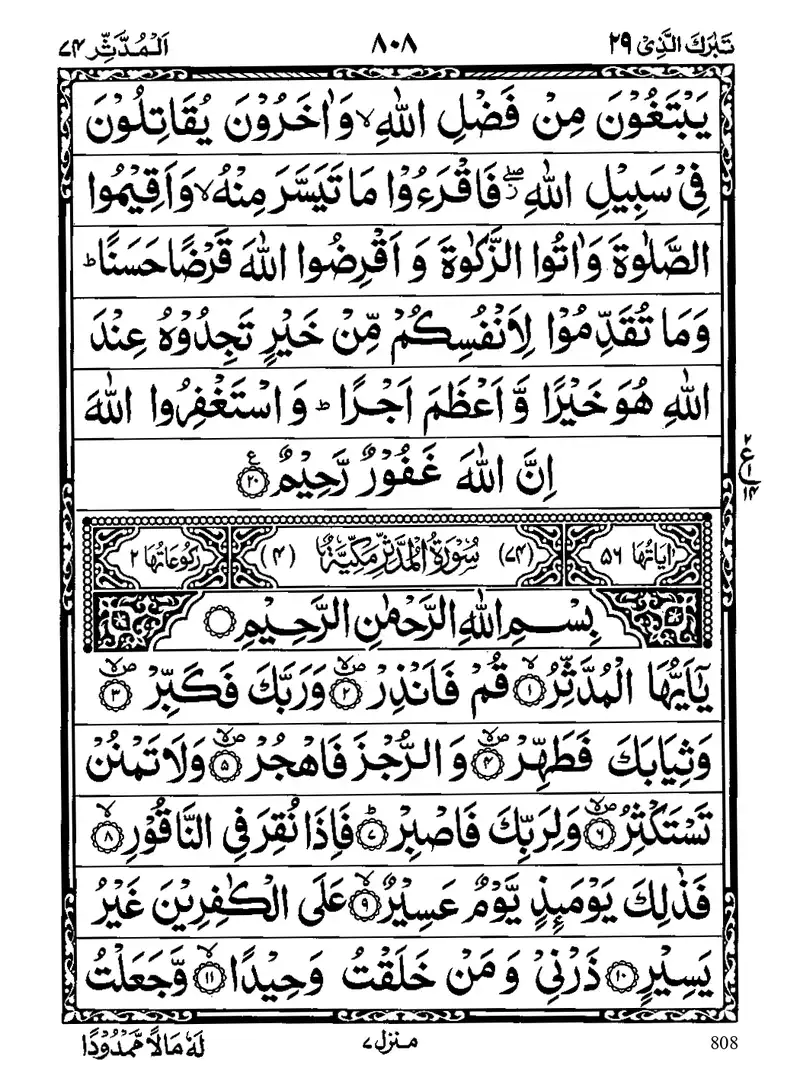 تَبٰرَكَ الَّذِىْ ٢٩ ٨٠٨ اَلْمُدَّثِّر ٧٤
يَبْتَغُوْنَ مِنْ فَضْلِ اللّٰهِ ۙ وَاٰخَرُوْنَ يُقَاتِلُوْنَ
فِىْ سَبِيْلِ اللّٰهِ ۖؗ فَاقْرَءُوْا مَا تَيَسَّرَ مِنْهُ ۙ وَاَقِيْمُوا
الصَّلٰوةَ وَاٰتُوا الزَّكٰوةَ وَ اَقْرِضُوا اللّٰهَ قَرْضًا حَسَنًا ؕ
وَمَا تُقَدِّمُوْا لِاَنْفُسِكُمْ مِّنْ خَيْرٍ تَجِدُوْهُ عِنْدَ
اللّٰهِ هُوَ خَيْرًا وَّ اَعْظَمَ اَجْرًا ؕ وَ اسْتَغْفِرُوا اللّٰهَ
اِنَّ اللّٰهَ غَفُوْرٌ رَّحِيْمٌ ۧ ﴿٢٠﴾
٢ ع ١ ١٤
اٰيَاتُهَا ٥٦ (٧٤) سُوْرَةُ الْمُدَّثِّرِ مَكِّيَّةٌ (٤) رُكُوْعَاتُهَا ٢
بِسْمِ اللّٰهِ الرَّحْمٰنِ الرَّحِيْمِ
يٰۤاَيُّهَا الْمُدَّثِّرُ ۙ ﴿١﴾ قُمْ فَاَنْذِرْ ۪ۙ ﴿٢﴾ وَرَبَّكَ فَكَبِّرْ ۪ۙ ﴿٣﴾
وَثِيَابَكَ فَطَهِّرْ ۪ۙ ﴿٤﴾ وَ الرُّجْزَ فَاهْجُرْ ۪ۙ ﴿٥﴾ وَلَا تَمْنُنْ
تَسْتَكْثِرُ ۪ۙ ﴿٦﴾ وَلِرَبِّكَ فَاصْبِرْ ؕ ﴿٧﴾ فَاِذَا نُقِرَ فِى النَّاقُوْرِ ۙ ﴿٨﴾
فَذٰلِكَ يَوْمَئِذٍ يَّوْمٌ عَسِيْرٌ ۙ ﴿٩﴾ عَلَى الْكٰفِرِيْنَ غَيْرُ
يَسِيْرٍ ﴿١٠﴾ ذَرْنِىْ وَ مَنْ خَلَقْتُ وَحِيْدًا ۙ ﴿١١﴾ وَّجَعَلْتُ
لَهٗ مَالًا مَّمْدُوْدًا
منزل ٧
808